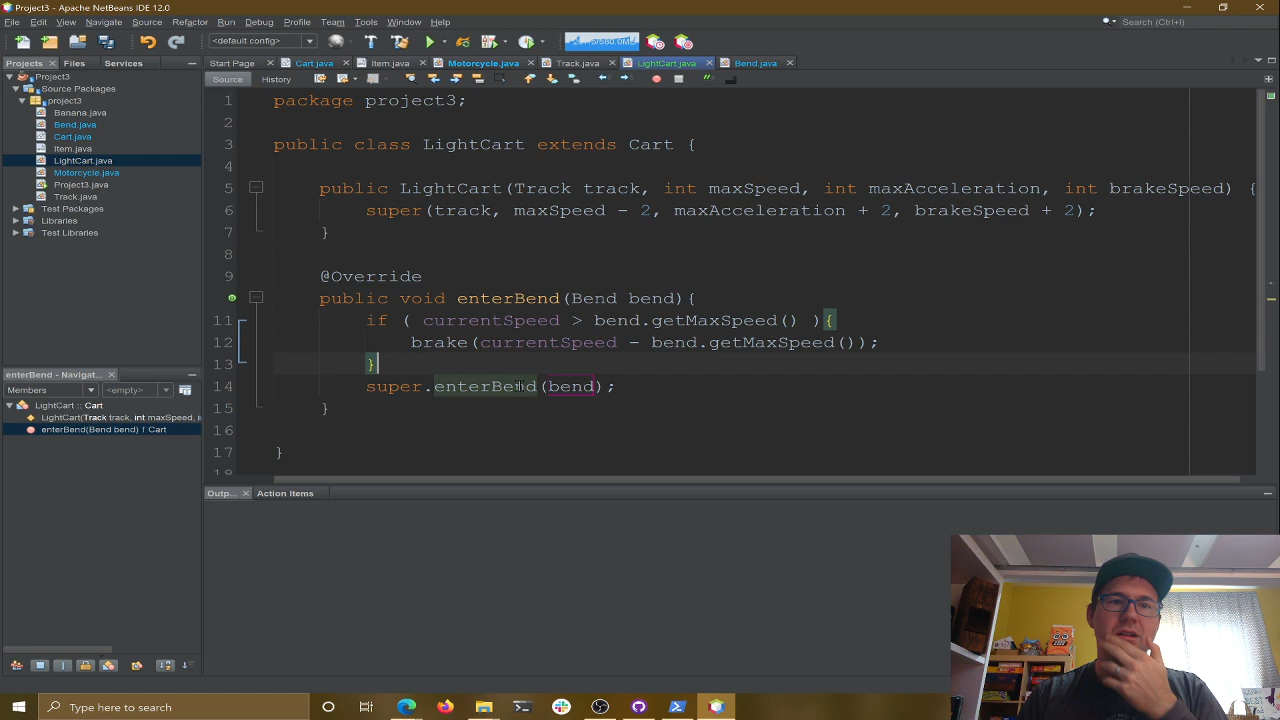 Project3 - Apache NetBeans IDE 12.0
File Edit View Navigate Source Refactor Run Debug Profile Team Tools Window Help
Search (Ctrl+I)
<default config>
Projects Files Services
Start Page Cart.java Item.java Motorcycle.java Track.java LightCart.java Bend.java
Source History
Project3
Source Packages
project3
Banana.java
Bend.java
Cart.java
Item.java
LightCart.java
Motorcycle.java
Project3.java
Track.java
Test Packages
Libraries
Test Libraries
1 package project3;
2
3 public class LightCart extends Cart {
4
5 public LightCart(Track track, int maxSpeed, int maxAcceleration, int brakeSpeed) {
6 super(track, maxSpeed - 2, maxAcceleration + 2, brakeSpeed + 2);
7 }
8
9 @Override
public void enterBend(Bend bend){
11 if ( currentSpeed > bend.getMaxSpeed() ){
12 brake(currentSpeed - bend.getMaxSpeed());
13 }
14 super.enterBend(bend);
15 }
16
17 }
18
enterBend - Navigat...
Members <empty>
LightCart :: Cart
LightCart(Track track, int maxSpeed, i
enterBend(Bend bend) ↑ Cart
Outp... Action Items
Type here to search